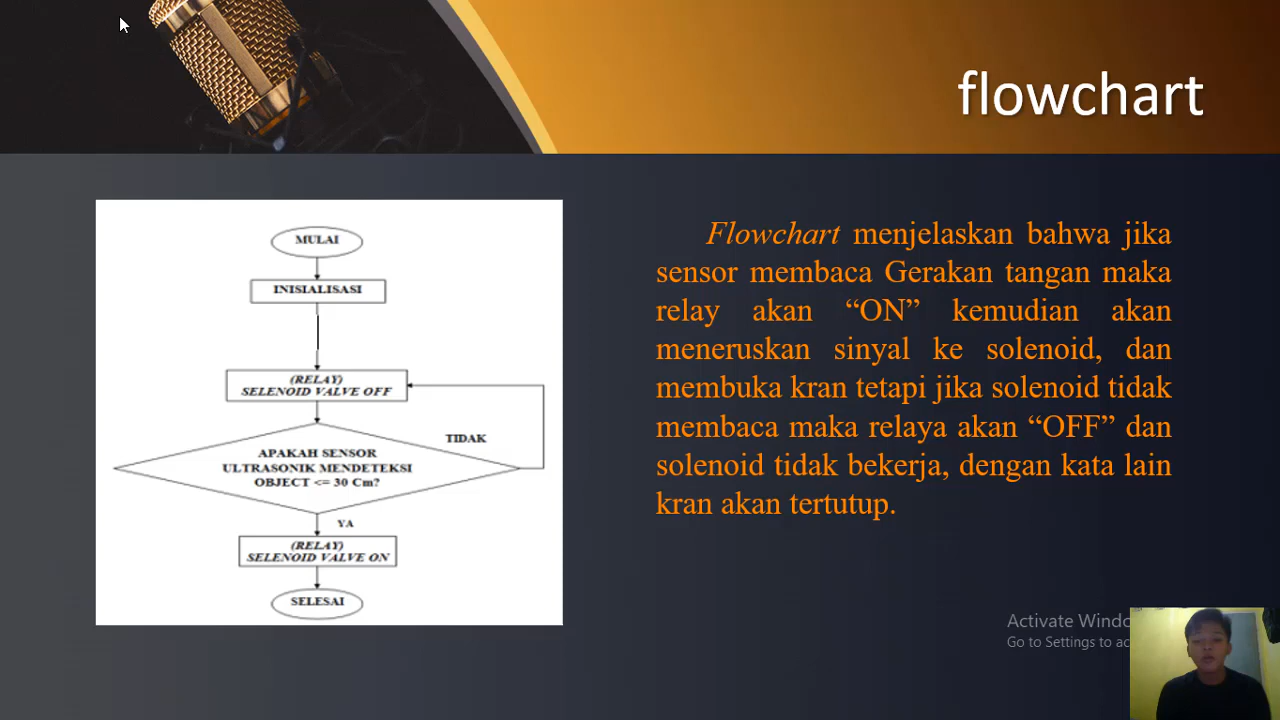 flowchart
MULAI
INISIALISASI
(RELAY)
SELENOID VALVE OFF
TIDAK
APAKAH SENSOR
ULTRASONIK MENDETEKSI
OBJECT <= 30 Cm?
YA
(RELAY)
SELENOID VALVE ON
SELESAI
Flowchart menjelaskan bahwa jika
sensor membaca Gerakan tangan maka
relay akan “ON” kemudian akan
meneruskan sinyal ke solenoid, dan
membuka kran tetapi jika solenoid tidak
membaca maka relaya akan “OFF” dan
solenoid tidak bekerja, dengan kata lain
kran akan tertutup.
Activate Windo
Go to Settings to ac